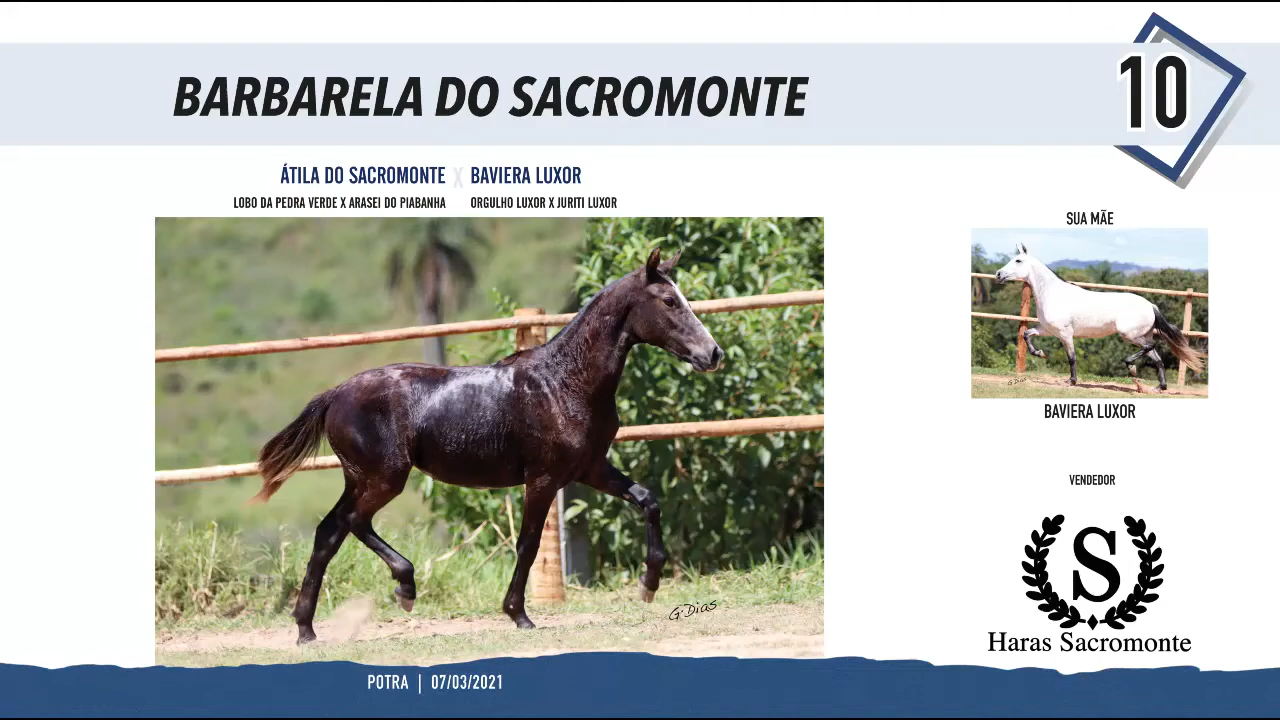 BARBARELA DO SACROMONTE
10
ÁTILA DO SACROMONTE X BAVIERA LUXOR
LOBO DA PEDRA VERDE X ARASEI DO PIABANHA
ORGULHO LUXOR X JURITI LUXOR
SUA MÃE
G.Dias
BAVIERA LUXOR
VENDEDOR
S
Haras Sacromonte
G.Dias
POTRA | 07/03/2021